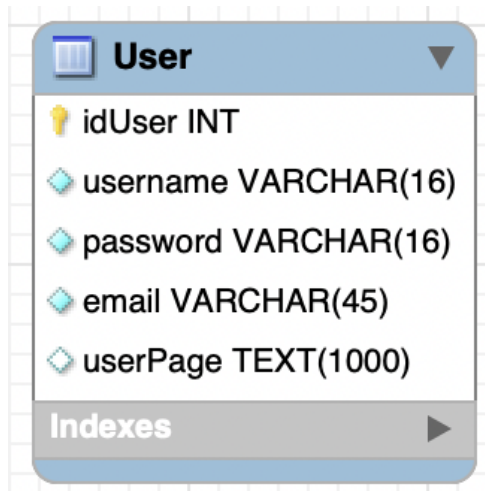 User
idUser INT
username VARCHAR(16)
password VARCHAR(16)
email VARCHAR(45)
userPage TEXT(1000)
Indexes